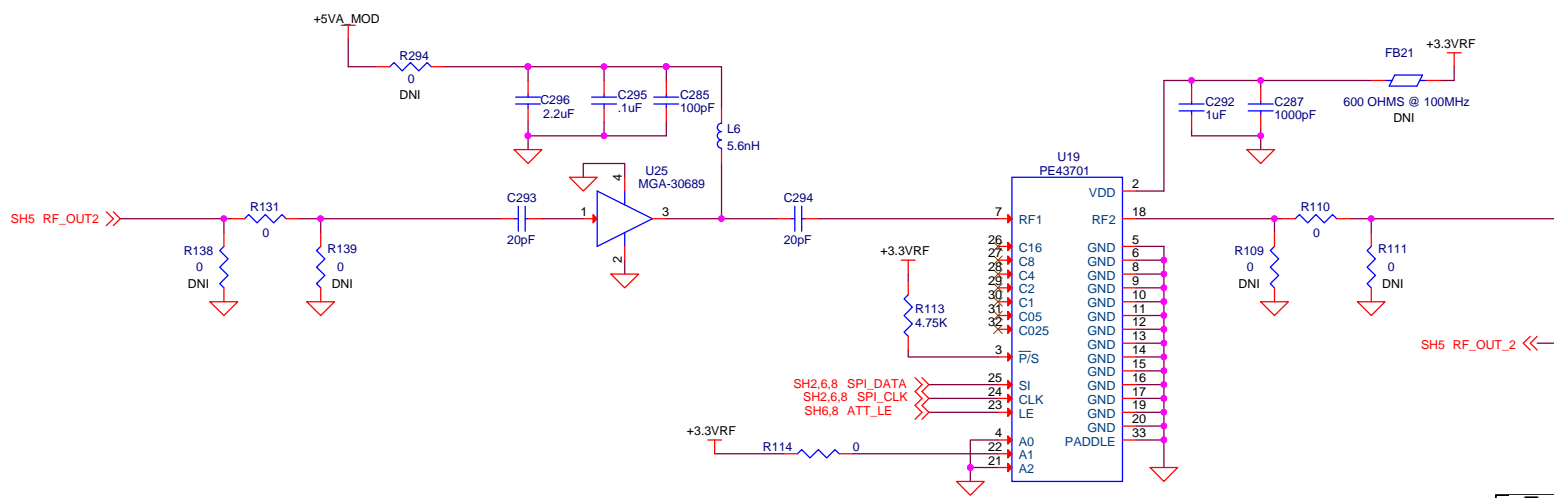 +5VA_MOD
R294
0
DNI
C296
2.2uF
C295
.1uF
C285
100pF
L6
5.6nH
U25
MGA-30689
4
1
3
2
SH5 RF_OUT2
R131
0
R138
0
DNI
R139
0
DNI
C293
20pF
C294
20pF
+3.3VRF
R113
4.75K
SH2,6,8 SPI_DATA
SH2,6,8 SPI_CLK
SH6,8 ATT_LE
+3.3VRF
R114 0
U19
PE43701
7 RF1
26 C16
27 C8
28 C4
29 C2
30 C1
31 C05
32 C025
3 P/S
25 SI
24 CLK
23 LE
4 A0
22 A1
21 A2
VDD 2
RF2 18
GND 5
GND 6
GND 8
GND 9
GND 10
GND 11
GND 12
GND 13
GND 14
GND 15
GND 16
GND 17
GND 19
GND 20
PADDLE 33
C292
1uF
C287
1000pF
FB21
600 OHMS @ 100MHz
DNI
+3.3VRF
R110
0
R109
0
DNI
R111
0
DNI
SH5 RF_OUT_2